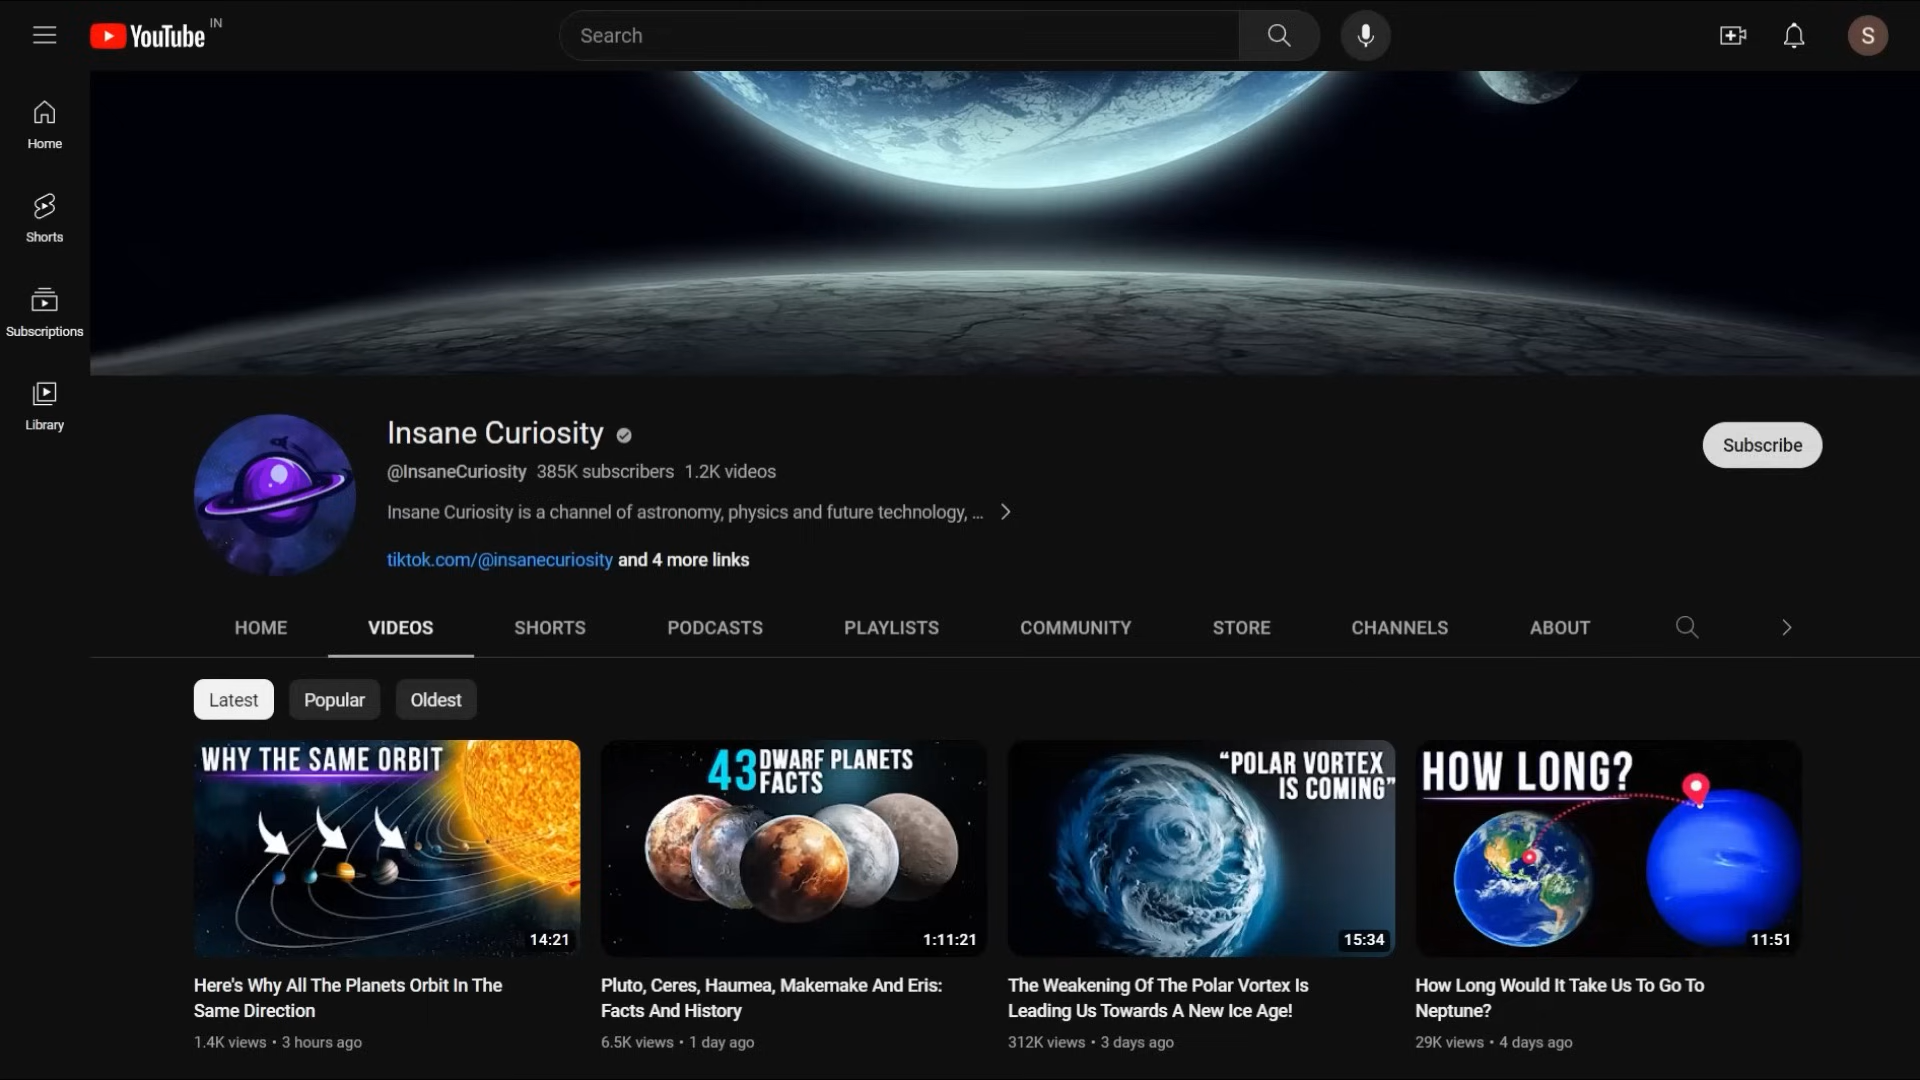 YouTube IN
Search
S
Home
Shorts
Subscriptions
Library
Insane Curiosity
@InsaneCuriosity 385K subscribers 1.2K videos
Insane Curiosity is a channel of astronomy, physics and future technology, ...
tiktok.com/@insanecuriosity and 4 more links
Subscribe
HOME VIDEOS SHORTS PODCASTS PLAYLISTS COMMUNITY STORE CHANNELS ABOUT
Latest Popular Oldest
WHY THE SAME ORBIT
14:21
Here's Why All The Planets Orbit In The
Same Direction
1.4K views • 3 hours ago
43 DWARF PLANETS
FACTS
1:11:21
Pluto, Ceres, Haumea, Makemake And Eris:
Facts And History
6.5K views • 1 day ago
“POLAR VORTEX
IS COMING”
15:34
The Weakening Of The Polar Vortex Is
Leading Us Towards A New Ice Age!
312K views • 3 days ago
HOW LONG?
11:51
How Long Would It Take Us To Go To
Neptune?
29K views • 4 days ago